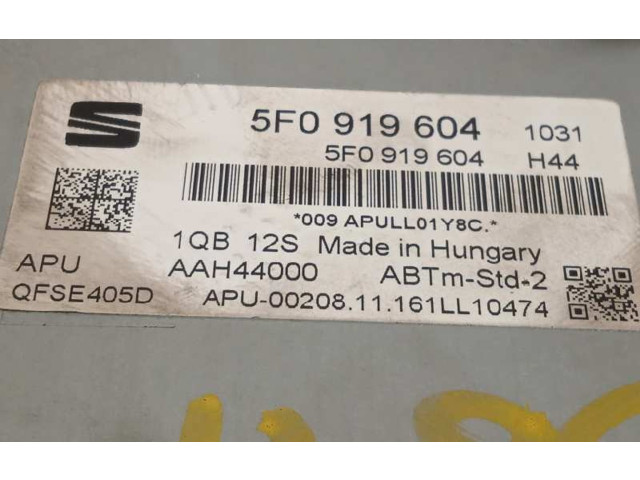 5F0 919 604 1031
5F0 919 604 H44
*009 APULL01Y8C.*
1QB 12S Made in Hungary
APU AAH44000 ABTm-Std-2
QFSE405D APU-00208.11.161LL10474